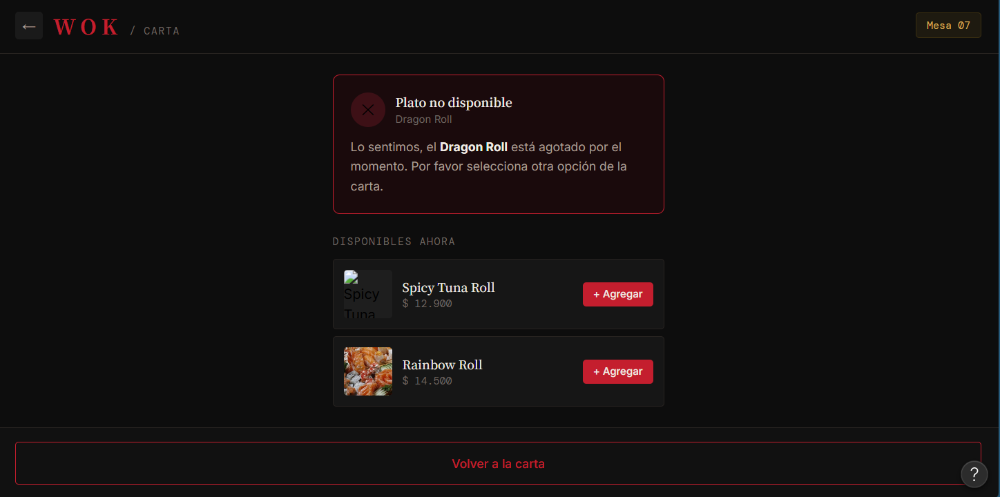 ←
WOK / CARTA
Mesa 07
Plato no disponible
Dragon Roll
Lo sentimos, el Dragon Roll está agotado por el
momento. Por favor selecciona otra opción de la
carta.
DISPONIBLES AHORA
Spicy
Tuna
Spicy Tuna Roll
$ 12.900
+ Agregar
Rainbow Roll
$ 14.500
+ Agregar
Volver a la carta
?